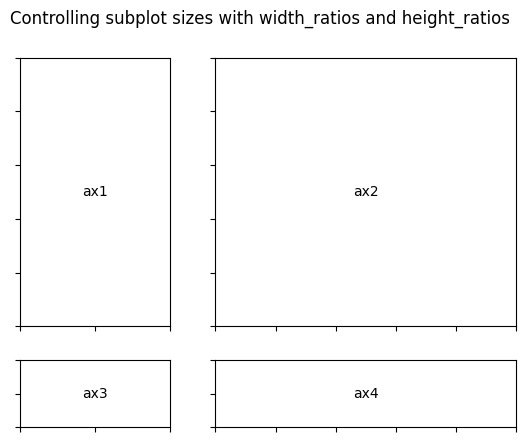 Controlling subplot sizes with width_ratios and height_ratios
ax1
ax2
ax3
ax4